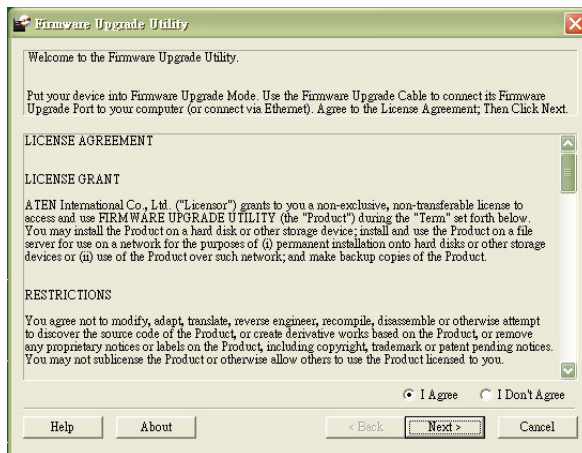 Firmware Upgrade Utility
Welcome to the Firmware Upgrade Utility.
Put your device into Firmware Upgrade Mode. Use the Firmware Upgrade Cable to connect its Firmware
Upgrade Port to your computer (or connect via Ethernet). Agree to the License Agreement; Then Click Next.
LICENSE AGREEMENT
LICENSE GRANT
ATEN International Co., Ltd. ("Licensor") grants to you a non-exclusive, non-transferable license to
access and use FIRMWARE UPGRADE UTILITY (the "Product") during the "Term" set forth below.
You may install the Product on a hard disk or other storage device; install and use the Product on a file
server for use on a network for the purposes of (i) permanent installation onto hard disks or other storage
devices or (ii) use of the Product over such network; and make backup copies of the Product.
RESTRICTIONS
You agree not to modify, adapt, translate, reverse engineer, recompile, disassemble or otherwise attempt
to discover the source code of the Product, or create derivative works based on the Product, or remove
any proprietary notices or labels on the Product, including copyright, trademark or patent pending notices.
You may not sublicense the Product or otherwise allow others to use the Product licensed to you.
I Agree I Don't Agree
Help About < Back Next > Cancel